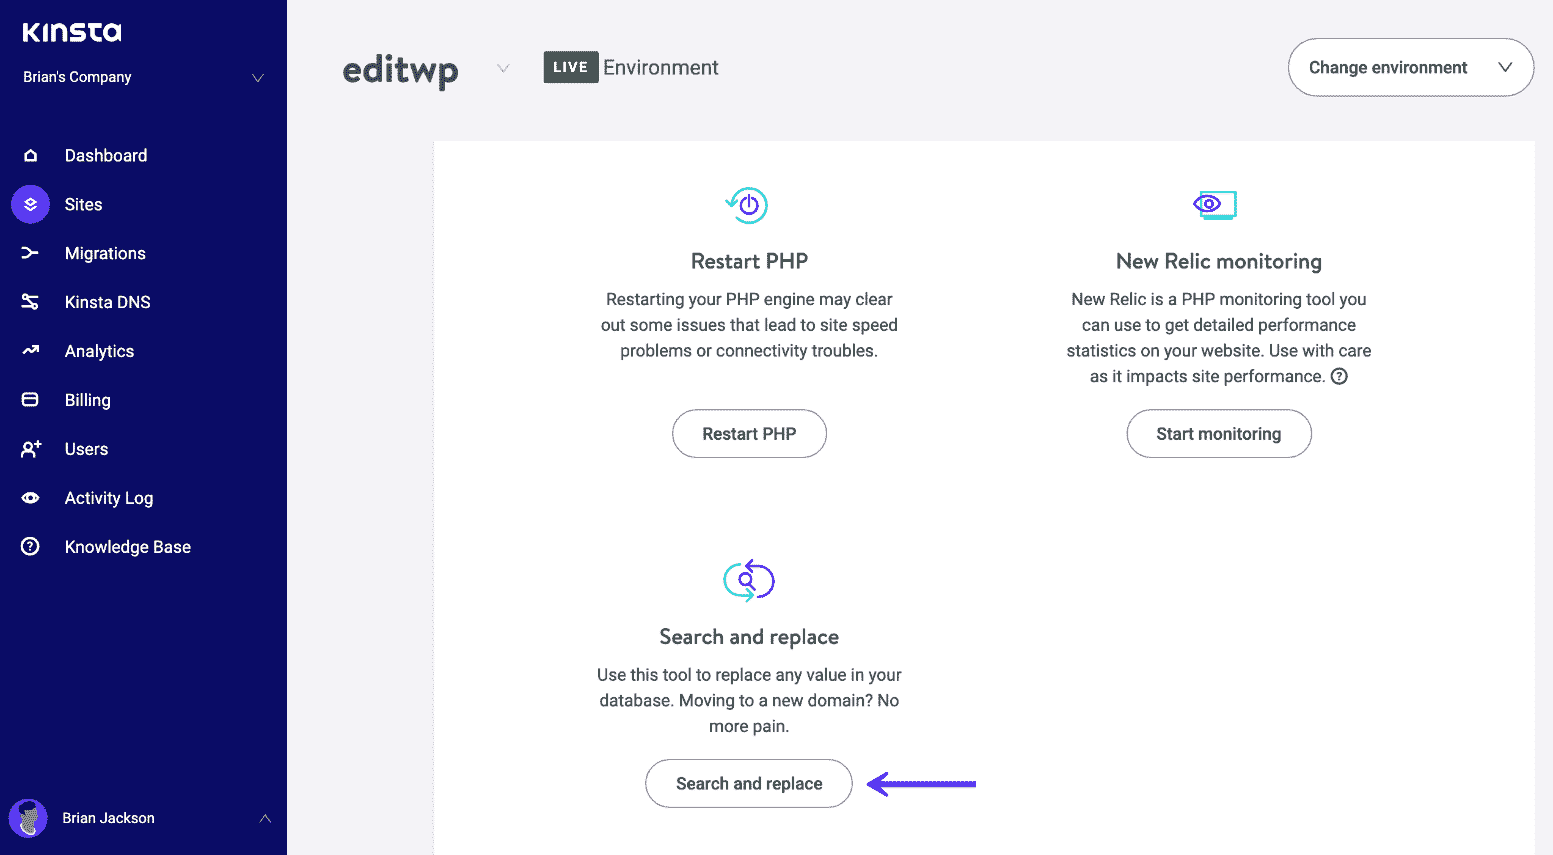 Kinsta
Brian's Company
Dashboard
Sites
Migrations
Kinsta DNS
Analytics
Billing
Users
Activity Log
Knowledge Base
Brian Jackson
editwp
LIVE Environment
Change environment
Restart PHP
Restarting your PHP engine may clear
out some issues that lead to site speed
problems or connectivity troubles.
Restart PHP
New Relic monitoring
New Relic is a PHP monitoring tool you
can use to get detailed performance
statistics on your website. Use with care
as it impacts site performance. ?
Start monitoring
Search and replace
Use this tool to replace any value in your
database. Moving to a new domain? No
more pain.
Search and replace